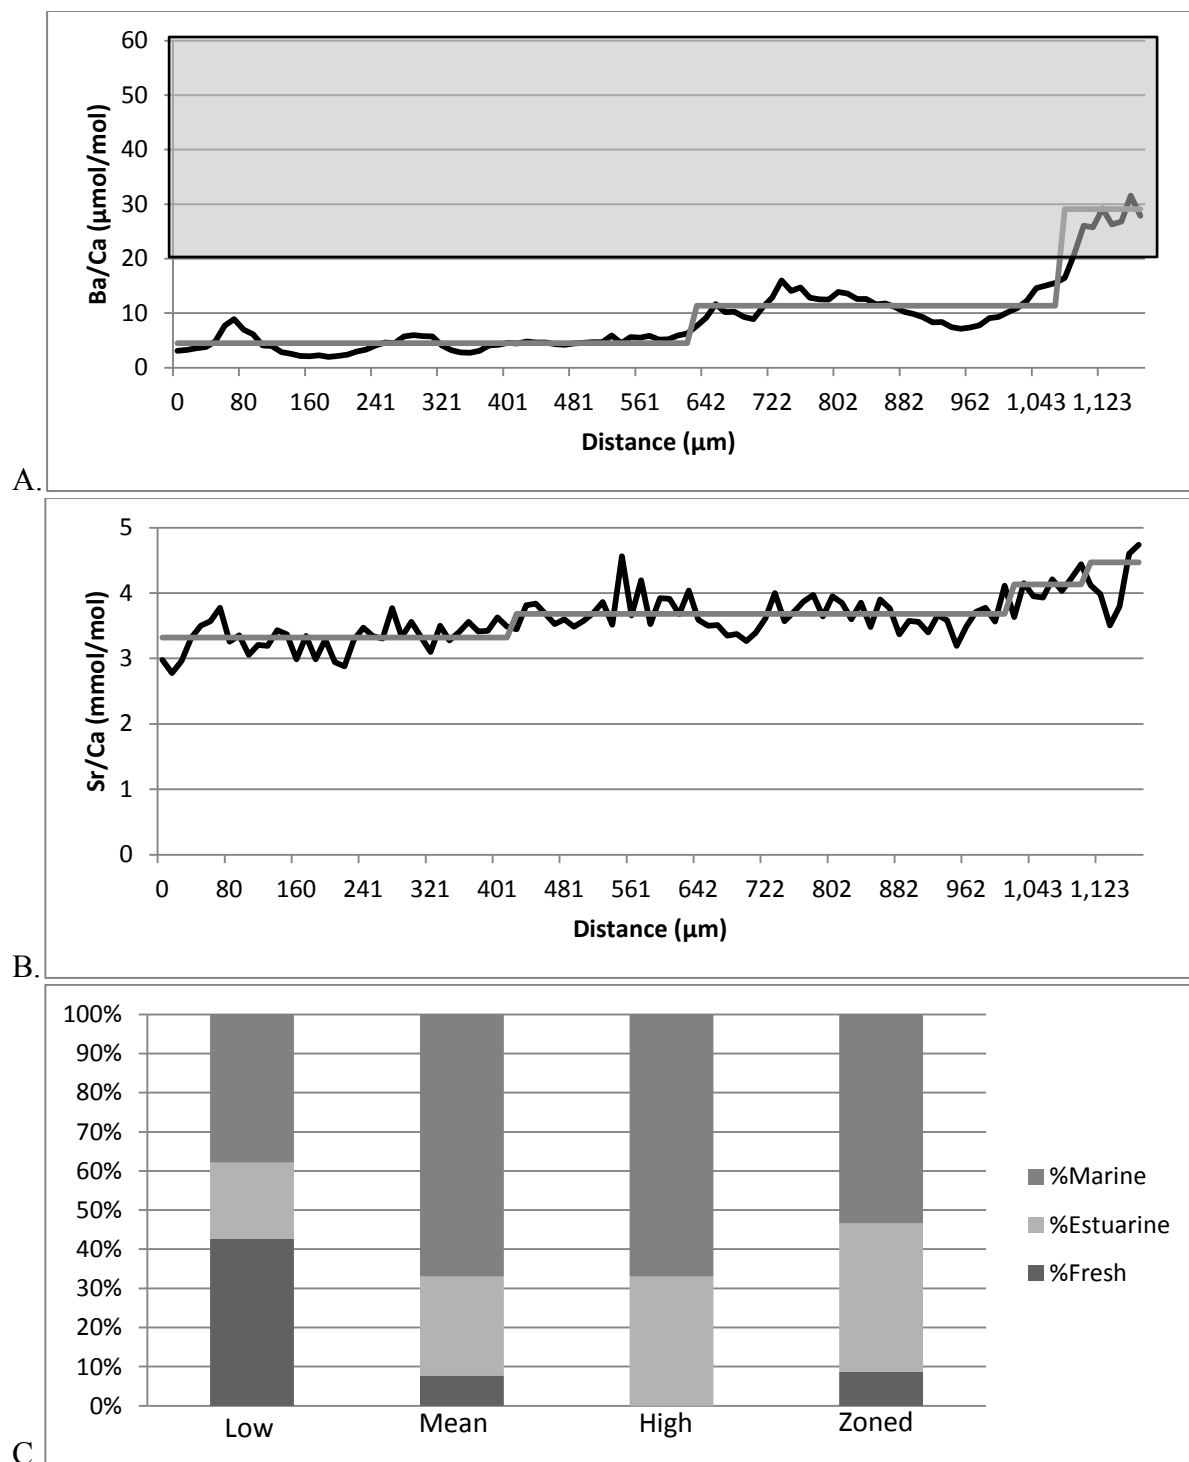 60
50
40
30
20
10
0
Ba/Ca (µmol/mol)
0 80 160 241 321 401 481 561 642 722 802 882 962 1,043 1,123
Distance (µm)
A.
5
4
3
2
1
0
Sr/Ca (mmol/mol)
0 80 160 241 321 401 481 561 642 722 802 882 962 1,043 1,123
Distance (µm)
B.
100%
90%
80%
70%
60%
50%
40%
30%
20%
10%
0%
Low Mean High Zoned
%Marine
%Estuarine
%Fresh
C